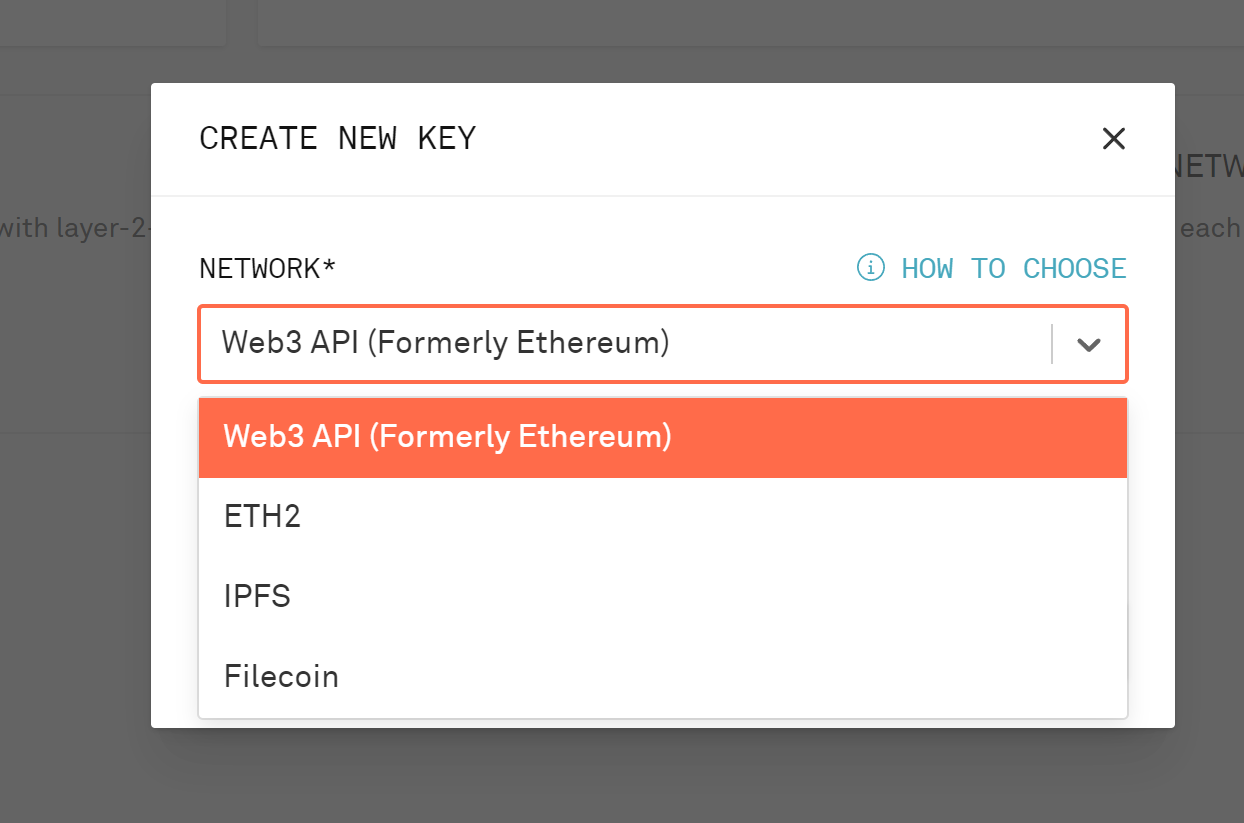 CREATE NEW KEY
NETW
with layer-2-
each
NETWORK*
HOW TO CHOOSE
Web3 API (Formerly Ethereum)
Web3 API (Formerly Ethereum)
ETH2
IPFS
Filecoin